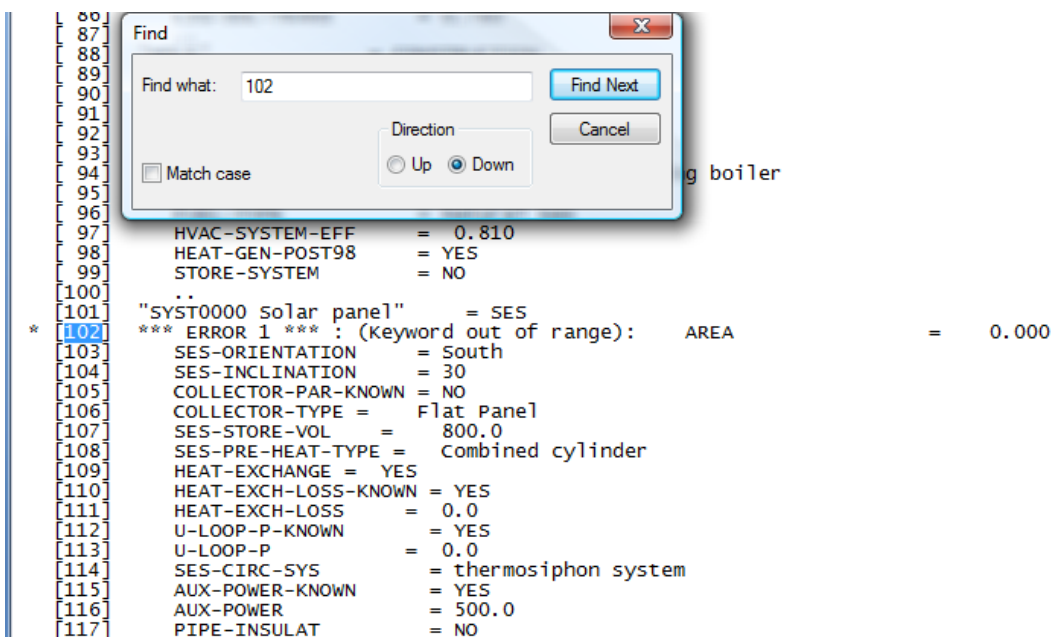 [ 86]
[ 87]
[ 88]
[ 89]
[ 90]
[ 91]
[ 92]
[ 93]
[ 94] boiler
[ 95]
[ 96]
Find
Find what: 102 Find Next
Direction Cancel
Match case Up Down
[ 97] HVAC-SYSTEM-EFF = 0.810
[ 98] HEAT-GEN-POST98 = YES
[ 99] STORE-SYSTEM = NO
[100] ..
[101] "SYST0000 Solar panel" = SES
* [102] *** ERROR 1 *** : (Keyword out of range): AREA = 0.000
[103] SES-ORIENTATION = South
[104] SES-INCLINATION = 30
[105] COLLECTOR-PAR-KNOWN = NO
[106] COLLECTOR-TYPE = Flat Panel
[107] SES-STORE-VOL = 800.0
[108] SES-PRE-HEAT-TYPE = Combined cylinder
[109] HEAT-EXCHANGE = YES
[110] HEAT-EXCH-LOSS-KNOWN = YES
[111] HEAT-EXCH-LOSS = 0.0
[112] U-LOOP-P-KNOWN = YES
[113] U-LOOP-P = 0.0
[114] SES-CIRC-SYS = thermosiphon system
[115] AUX-POWER-KNOWN = YES
[116] AUX-POWER = 500.0
[117] PIPE-INSULAT = NO